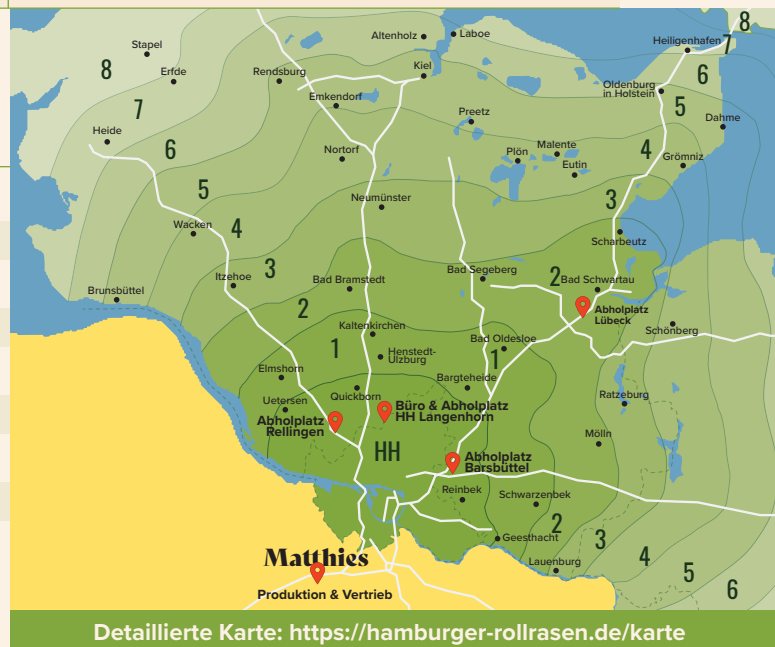 8
Altenholz
Laboe
Stapel
Heiligenhafen
7
8
Erfde
Rendsburg
Kiel
6
Oldenburg
in Holstein
7
Emkendorf
5
Preetz
Dahme
Heide
6
Nortorf
Plön
Malente
4
Eutin
Grömniz
5
Neumünster
3
Wacken
4
Scharbeutz
3
Bad Segeberg
2
Itzehoe
Bad Bramstedt
Bad Schwartau
Brunsbüttel
2
Abholplatz
Lübeck
Kaltenkirchen
Schönberg
1
Bad Oldesloe
Henstedt-
Ulzburg
1
Elmshorn
Bargteheide
Quickborn
Ratzeburg
Uetersen
Büro & Abholplatz
HH Langenhorn
Abholplatz
Rellingen
Mölln
HH
Abholplatz
Barsbüttel
Reinbek
Schwarzenbek
2
Geesthacht
3
Matthies
Lauenburg
4
5
6
Produktion & Vertrieb
Detaillierte Karte: https://hamburger-rollrasen.de/karte